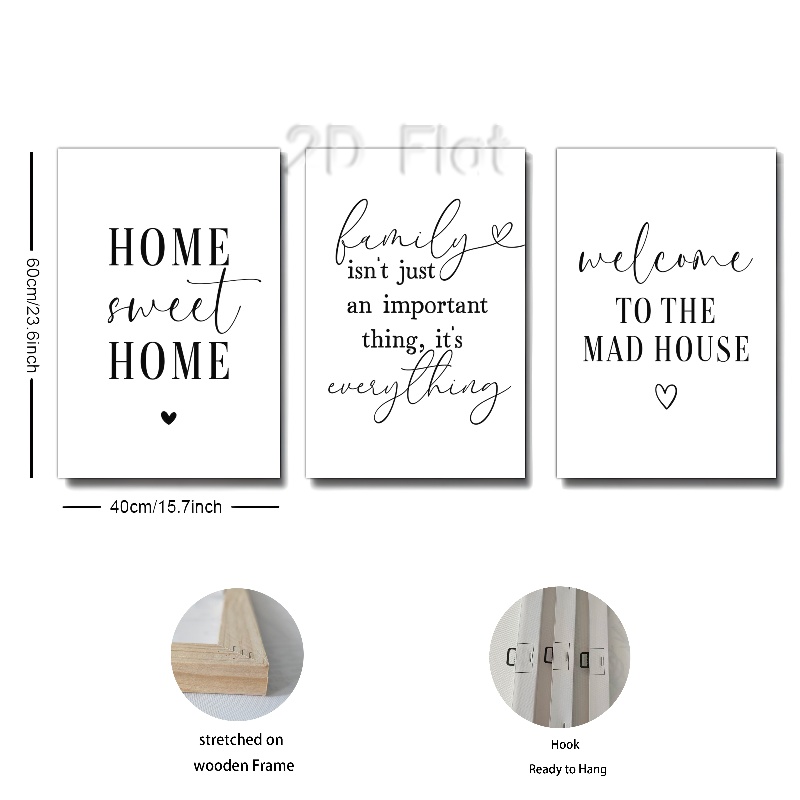 2D Flat
HOME
sweet
HOME
family
isn't just
an important
thing, it's
everything
welcome
TO THE
MAD HOUSE
60cm/23.6inch
40cm/15.7inch
stretched on
wooden Frame
Hook
Ready to Hang